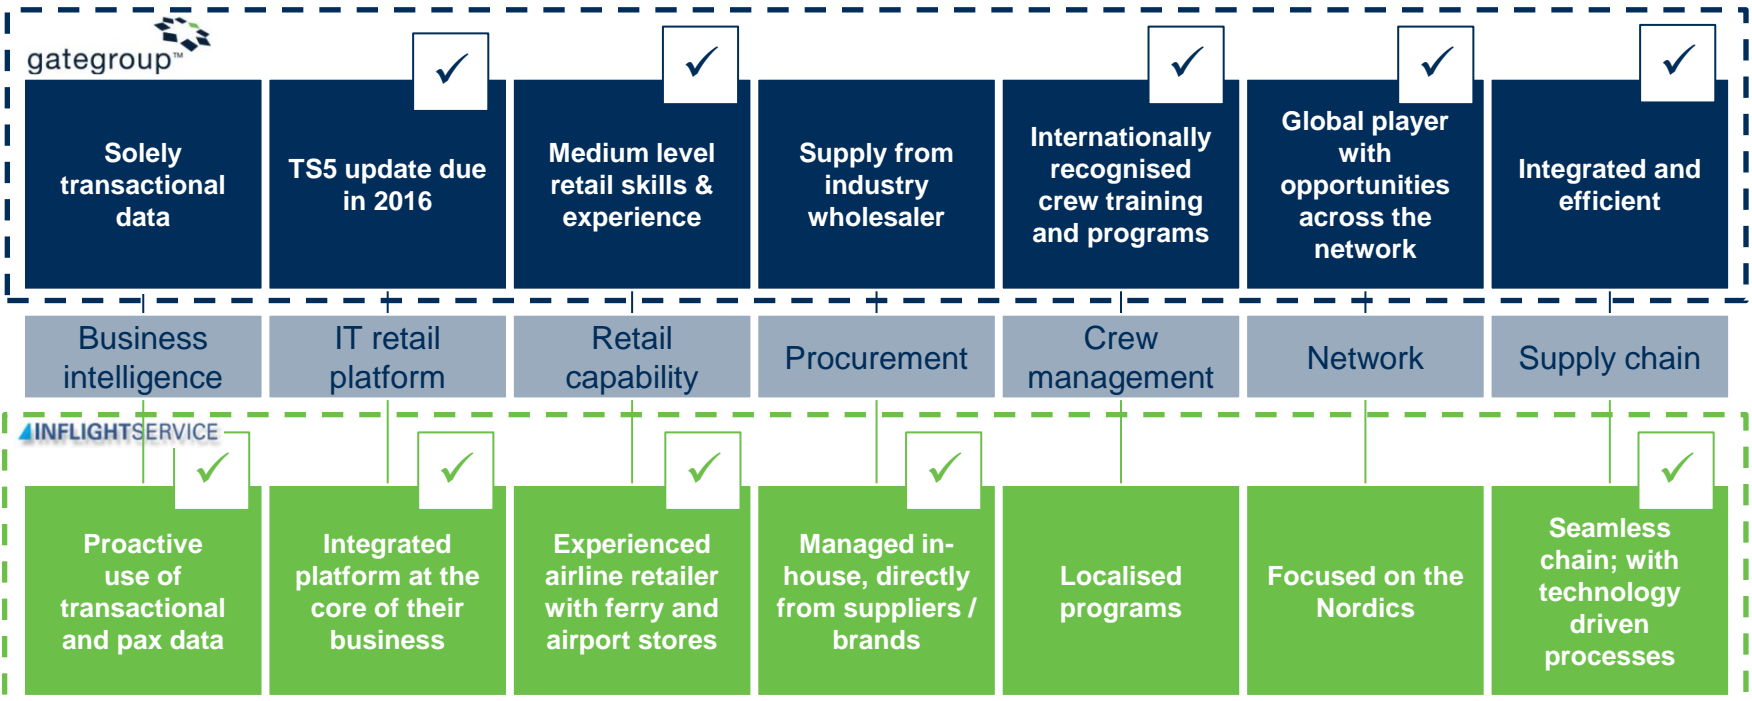 gategroup™
Solely
transactional
data
TS5 update due
in 2016
Medium level
retail skills &
experience
Supply from
industry
wholesaler
Internationally
recognised
crew training
and programs
Global player
with
opportunities
across the
network
Integrated and
efficient
Business
intelligence
IT retail
platform
Retail
capability
Procurement
Crew
management
Network
Supply chain
INFLIGHTSERVICE
Proactive
use of
transactional
and pax data
Integrated
platform at the
core of their
business
Experienced
airline retailer
with ferry and
airport stores
Managed in-
house, directly
from suppliers /
brands
Localised
programs
Focused on the
Nordics
Seamless
chain; with
technology
driven
processes